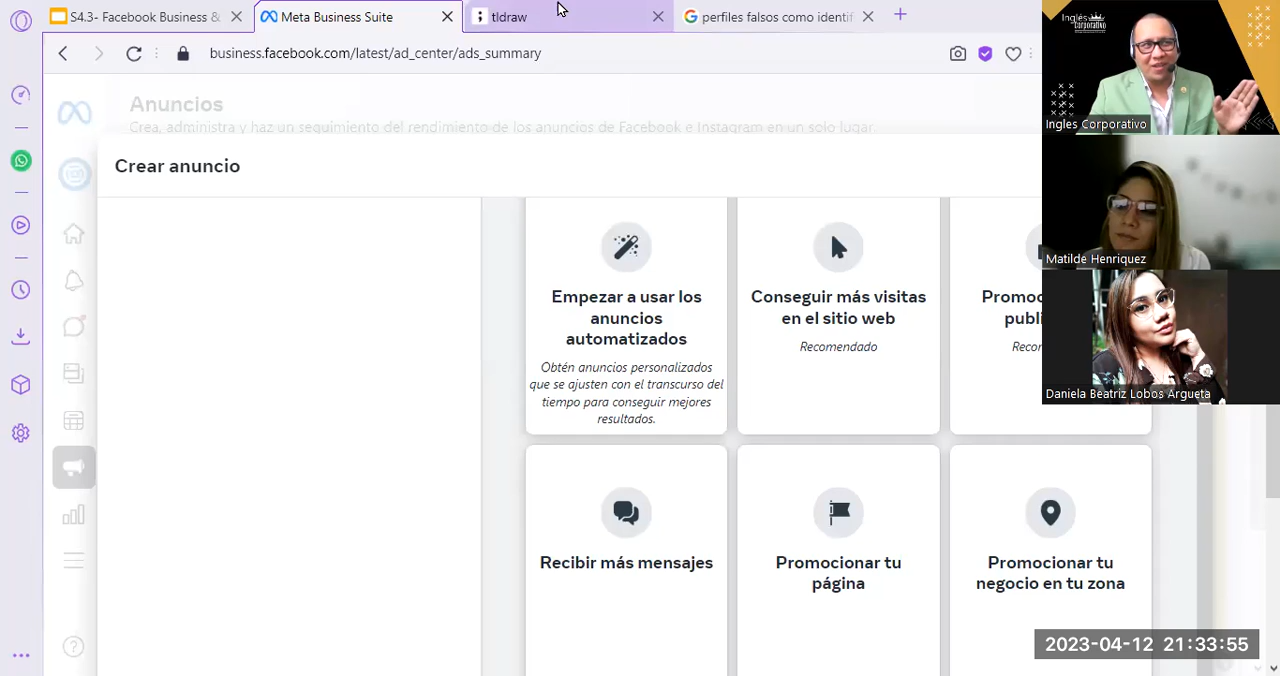 S4.3- Facebook Business &
Meta Business Suite
tldraw
perfiles falsos como identif
business.facebook.com/latest/ad_center/ads_summary
Anuncios
Crea, administra y haz un seguimiento del rendimiento de los anuncios de Facebook e Instagram en un solo lugar.
Crear anuncio
Empezar a usar los
anuncios
automatizados
Obtén anuncios personalizados
que se ajusten con el transcurso del
tiempo para conseguir mejores
resultados.
Conseguir más visitas
en el sitio web
Recomendado
Promoc
publi
Recor
Recibir más mensajes
Promocionar tu
página
Promocionar tu
negocio en tu zona
Inglés
Corporativo
Ingles Corporativo
Matilde Henriquez
Daniela Beatriz Lobos Argueta
2023-04-12 21:33:55